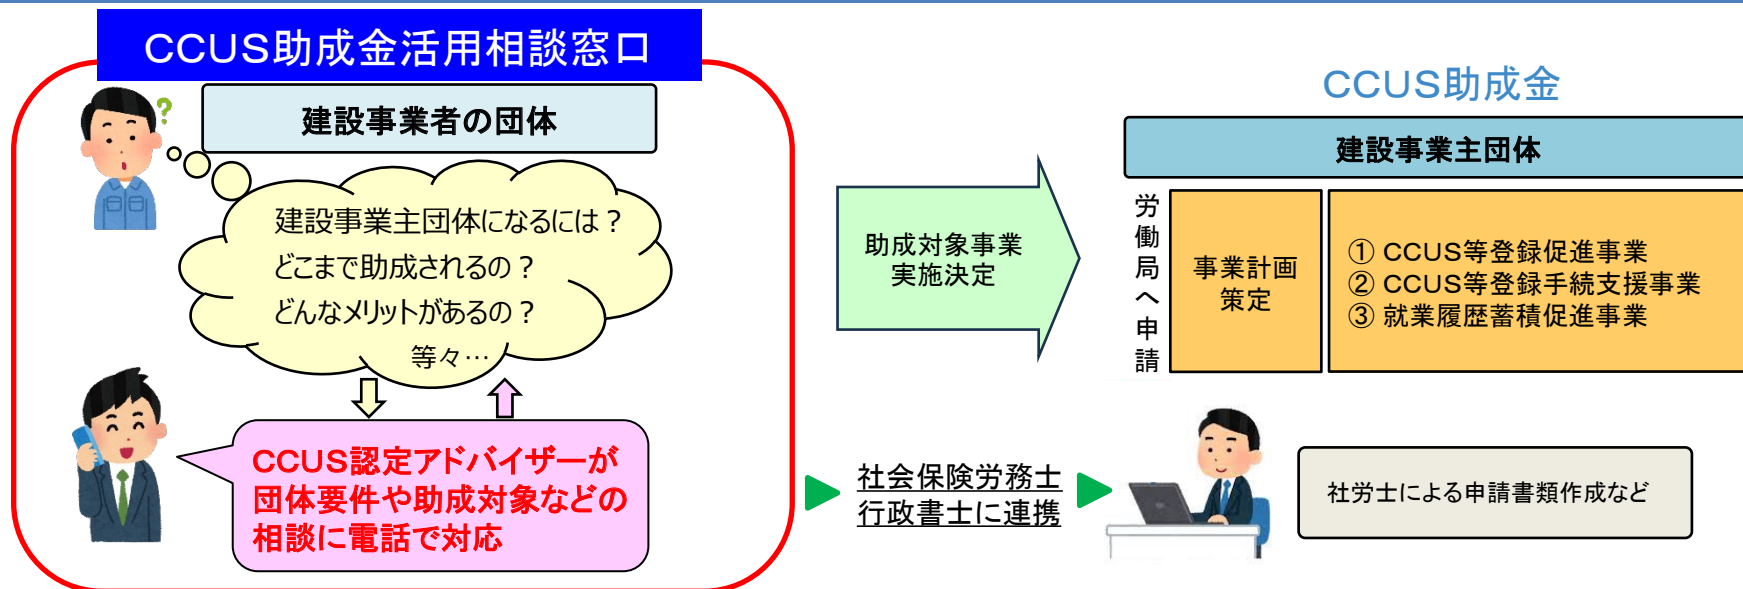 CCUS助成金活用相談窓口
建設事業者の団体
?
建設事業主団体になるには？
どこまで助成されるの？
どんなメリットがあるの？
等々…
CCUS認定アドバイザーが
団体要件や助成対象などの
相談に電話で対応
助成対象事業
実施決定
CCUS助成金
建設事業主団体
労働局へ申請
事業計画
策定
① CCUS等登録促進事業
② CCUS等登録手続支援事業
③ 就業履歴蓄積促進事業
社会保険労務士
行政書士に連携
社労士による申請書類作成など